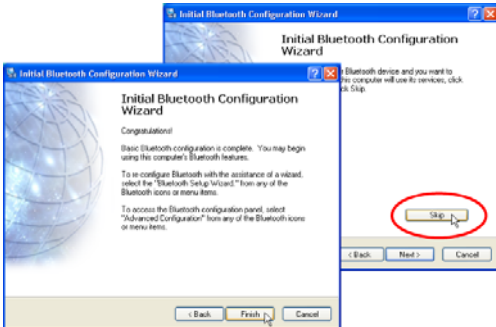 Initial Bluetooth Configuration Wizard
Initial Bluetooth Configuration
Wizard
Bluetooth device and you want to
his computer will use its services, click
ck Skip.
Skip
< Back Next > Cancel
Initial Bluetooth Configuration Wizard
Initial Bluetooth Configuration
Wizard
Congratulations!
Basic Bluetooth configuration is complete. You may begin
using this computer's Bluetooth features.
To re configure Bluetooth with the assistance of a wizard,
select the "Bluetooth Setup Wizard." from any of the
Bluetooth icons or menu items.
To access the Bluetooth configuration panel, select
"Advanced Configuration" from any of the Bluetooth icons
or menu items.
< Back Finish Cancel